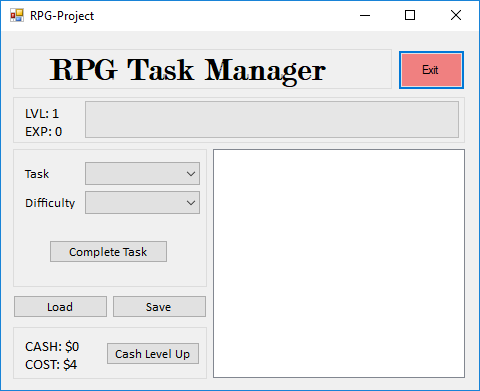 RPG-Project
RPG Task Manager
Exit
LVL: 1
EXP: 0
Task
Difficulty
Complete Task
Load
Save
CASH: $0
COST: $4
Cash Level Up